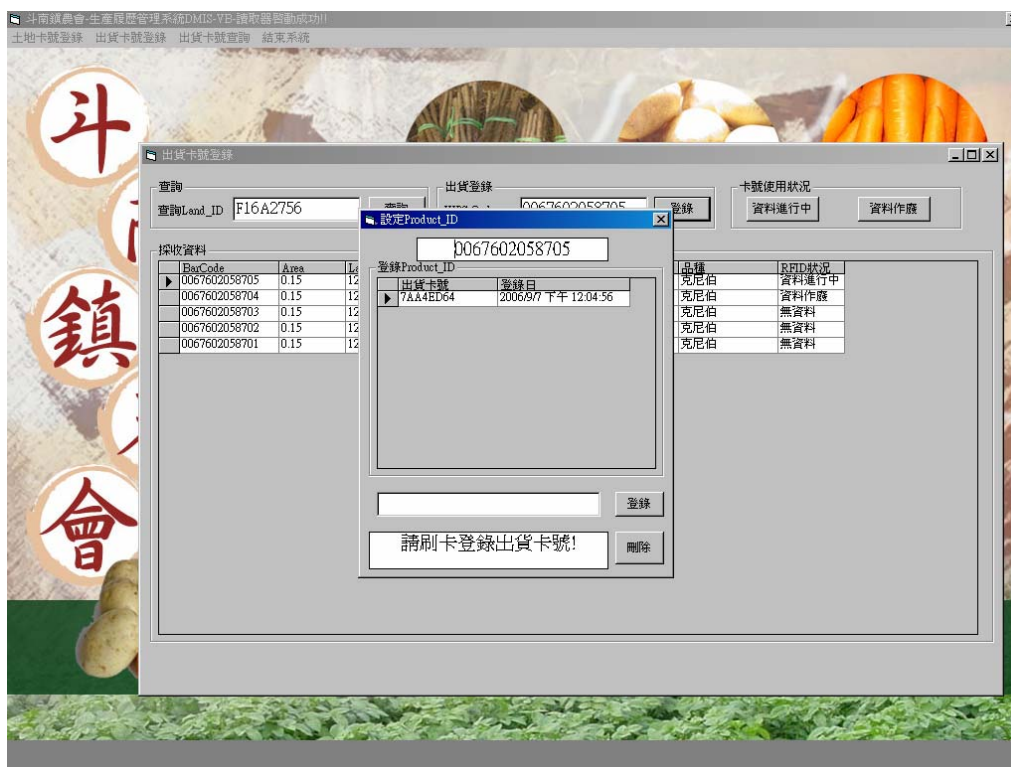 斗南鎮農會-生產履歷管理系統DMIS-VB-讀取器啟動成功!!
土地卡號登錄 出貨卡號登錄 出貨卡號查詢 結束系統
斗
鎮
會
出貨卡號登錄
查詢
查詢Land_ID F16A2756 查詢
出貨登錄
0067602058705 登錄
卡號使用狀況
資料進行中 資料作廢
採收資料
BarCode Area 品種 RFID狀況
0067602058705 0.15 12 克尼伯 資料進行中
0067602058704 0.15 12 克尼伯 資料作廢
0067602058703 0.15 12 克尼伯 無資料
0067602058702 0.15 12 克尼伯 無資料
0067602058701 0.15 12 克尼伯 無資料
設定Product_ID
0067602058705
登錄Product_ID
出貨卡號 登錄日
7AA4ED64 2006/9/7 下午 12:04:56
登錄
請刷卡登錄出貨卡號!
刪除